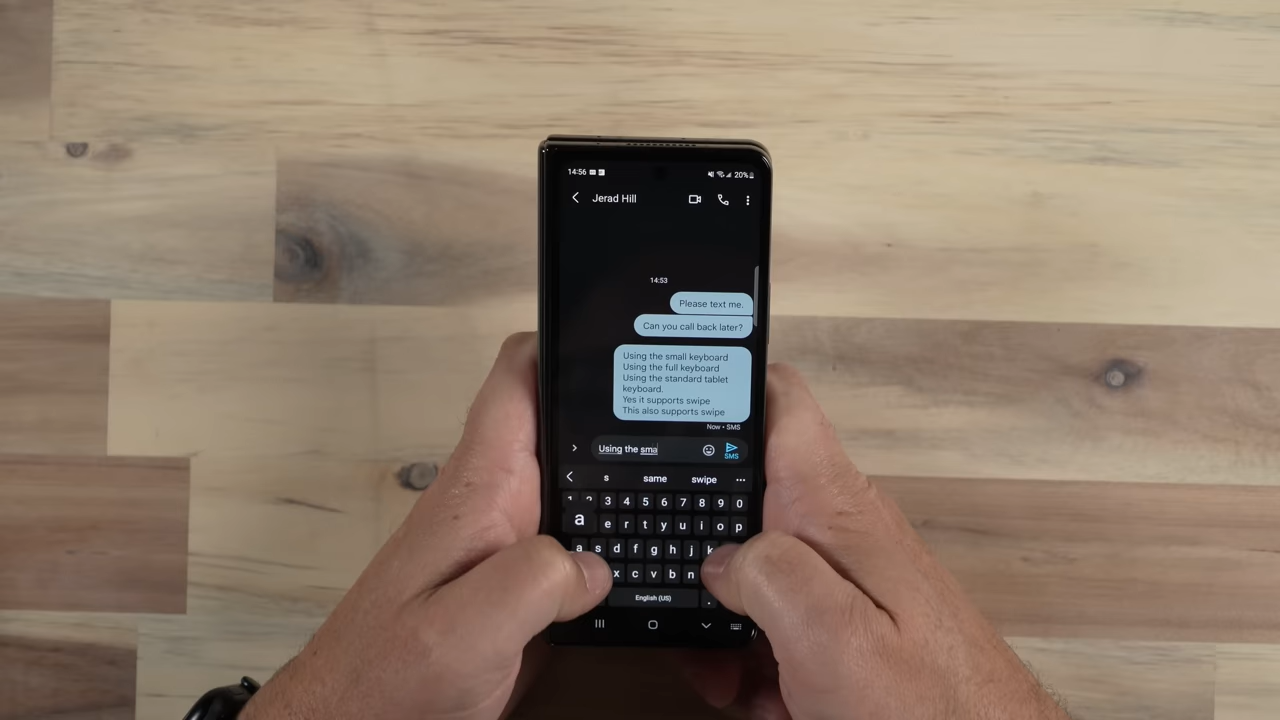 14:56 20%
Jerad Hill
14:53
Please text me.
Can you call back later?
Using the small keyboard
Using the full keyboard
Using the standard tablet
keyboard.
Yes it supports swipe
This also supports swipe
Now • SMS
Using the sma
SMS
s same swipe
3 4 5 6 7 8 9 0
a e r t y u i o p
a s d f g h j k
x c v b n
English (US) .